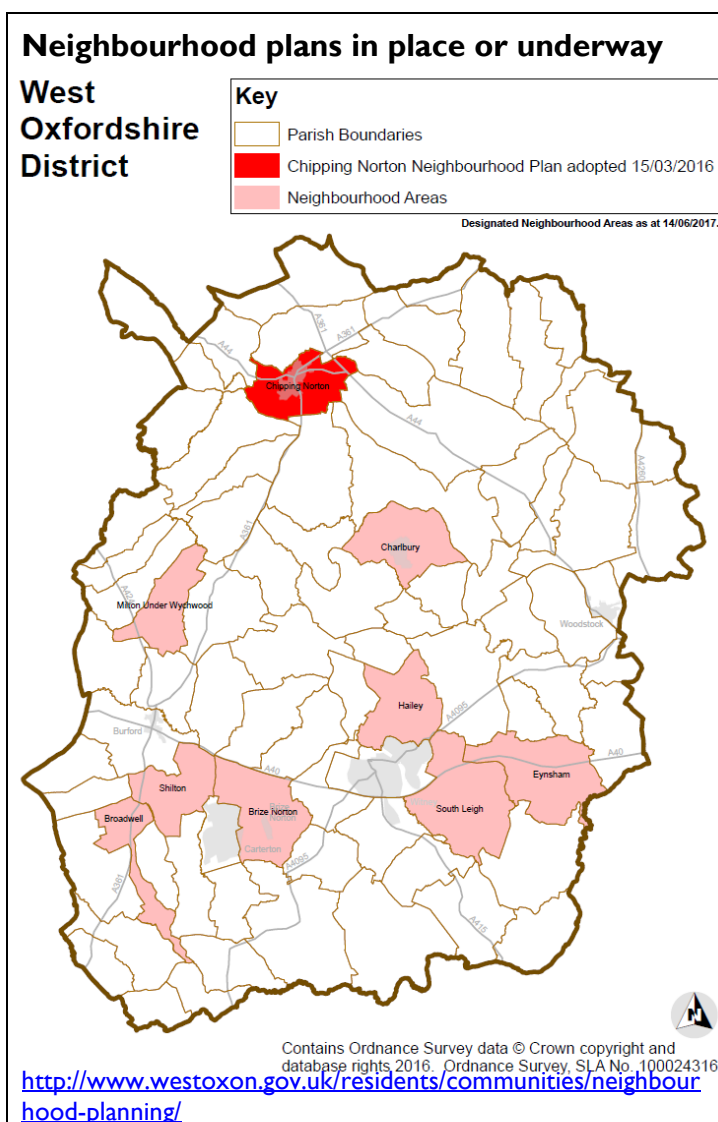 Neighbourhood plans in place or underway
West
Oxfordshire
District
Key
Parish Boundaries
Chipping Norton Neighbourhood Plan adopted 15/03/2016
Neighbourhood Areas
Designated Neighbourhood Areas as at 14/06/2017.
A361
A361
A44
Chipping Norton
A44
A4260
A361
Charlbury
A424
Milton Under Wychwood
Woodstock
Hailey
A4095
Burford
A40
A40
Eynsham
Shilton
Broadwell
Brize Norton
South Leigh
Carterton
A4095
A361
A415
N
Contains Ordnance Survey data © Crown copyright and
database rights 2016. Ordnance Survey, SLA No. 100024316
http://www.westoxon.gov.uk/residents/communities/neighbour
hood-planning/